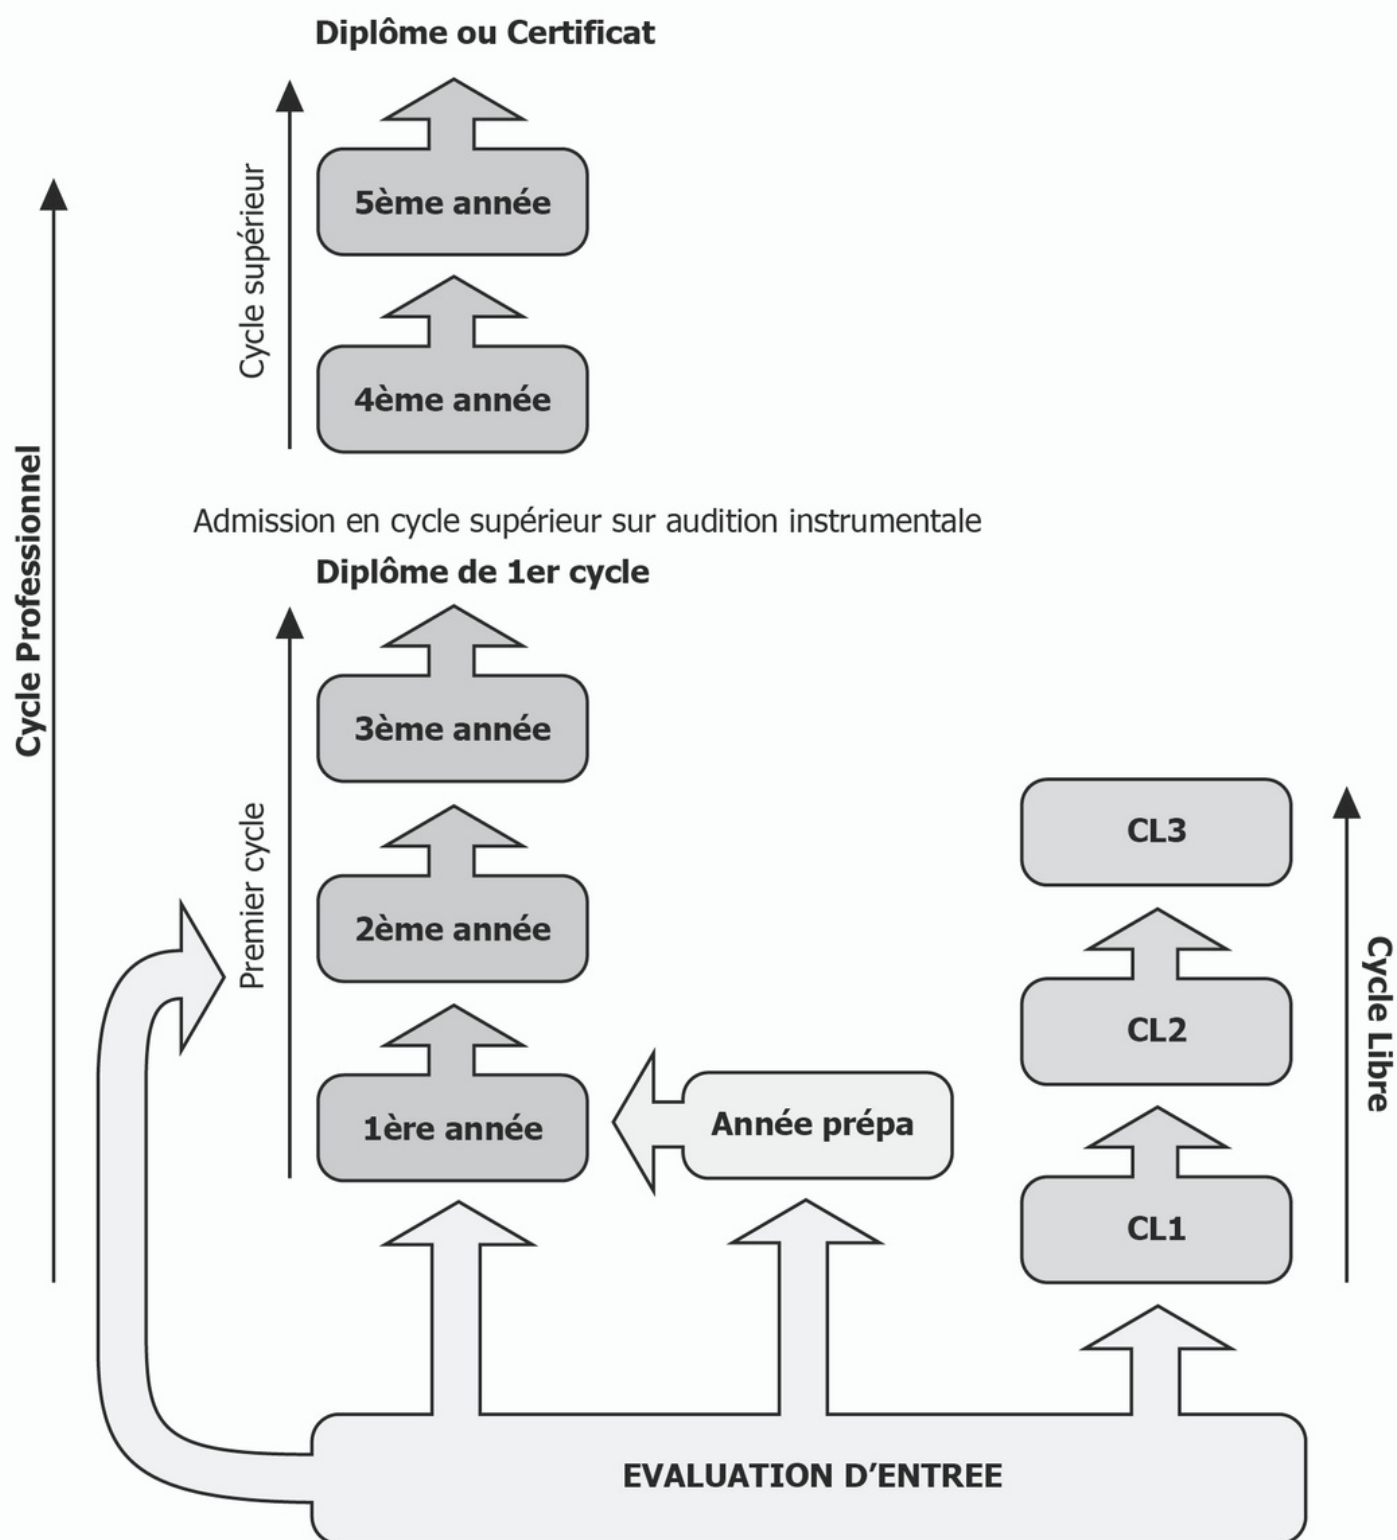 Diplôme ou Certificat
5ème année
Cycle supérieur
4ème année
Cycle Professionnel
Admission en cycle supérieur sur audition instrumentale
Diplôme de 1er cycle
3ème année
Premier cycle
2ème année
1ère année
Année prépa
CL3
CL2
Cycle Libre
CL1
EVALUATION D’ENTREE